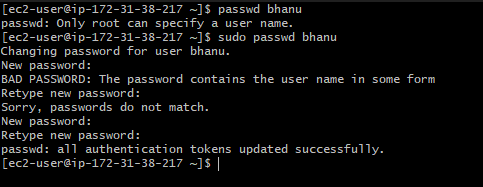 [ec2-user@ip-172-31-38-217 ~]$ passwd bhanu
passwd: Only root can specify a user name.
[ec2-user@ip-172-31-38-217 ~]$ sudo passwd bhanu
Changing password for user bhanu.
New password:
BAD PASSWORD: The password contains the user name in some form
Retype new password:
Sorry, passwords do not match.
New password:
Retype new password:
passwd: all authentication tokens updated successfully.
[ec2-user@ip-172-31-38-217 ~]$